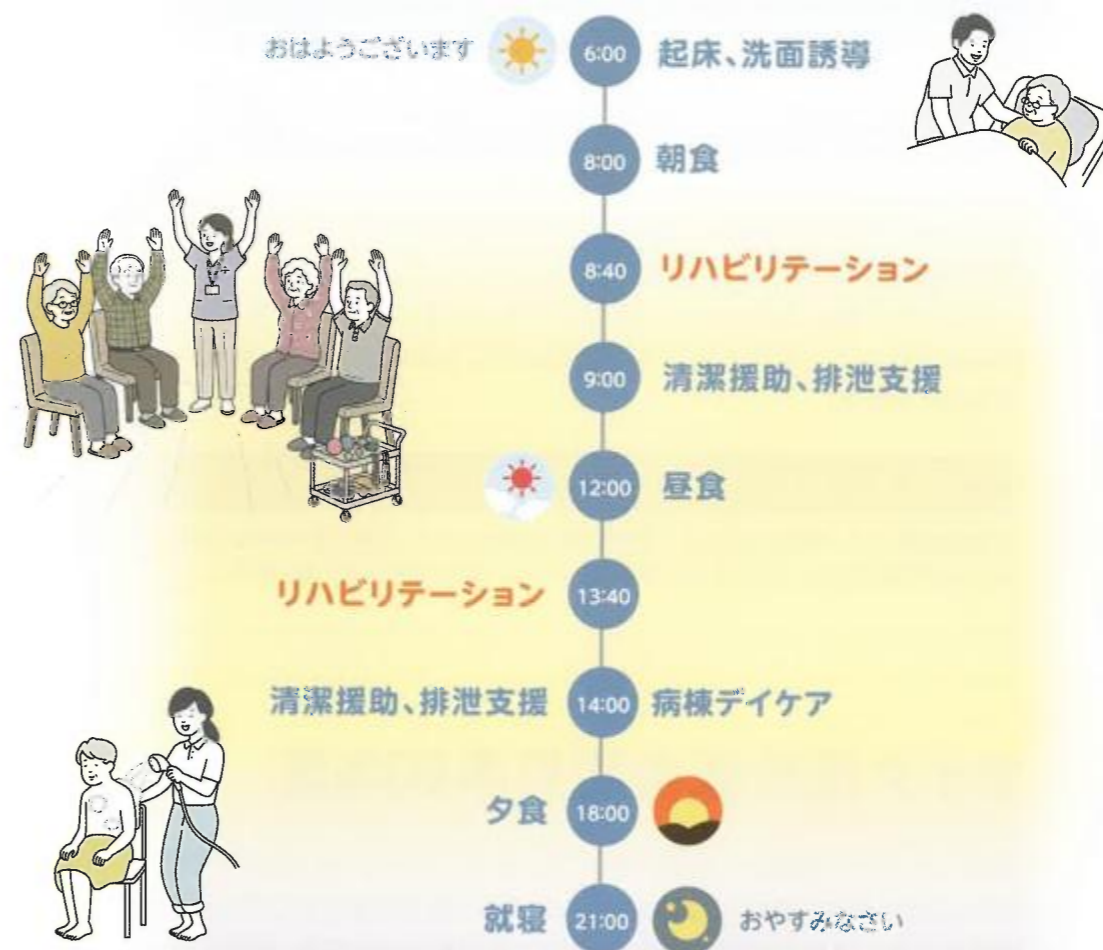 おはようございます 6:00 起床、洗面誘導
8:00 朝食
8:40 リハビリテーション
9:00 清潔援助、排泄支援
12:00 昼食
リハビリテーション 13:40
清潔援助、排泄支援 14:00 病棟デイケア
夕食 18:00
就寝 21:00 おやすみなさい